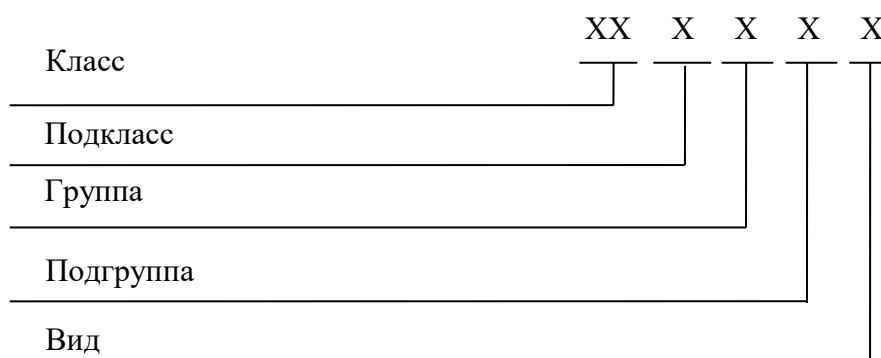 XX X X X X
Класс
Подкласс
Группа
Подгруппа
Вид